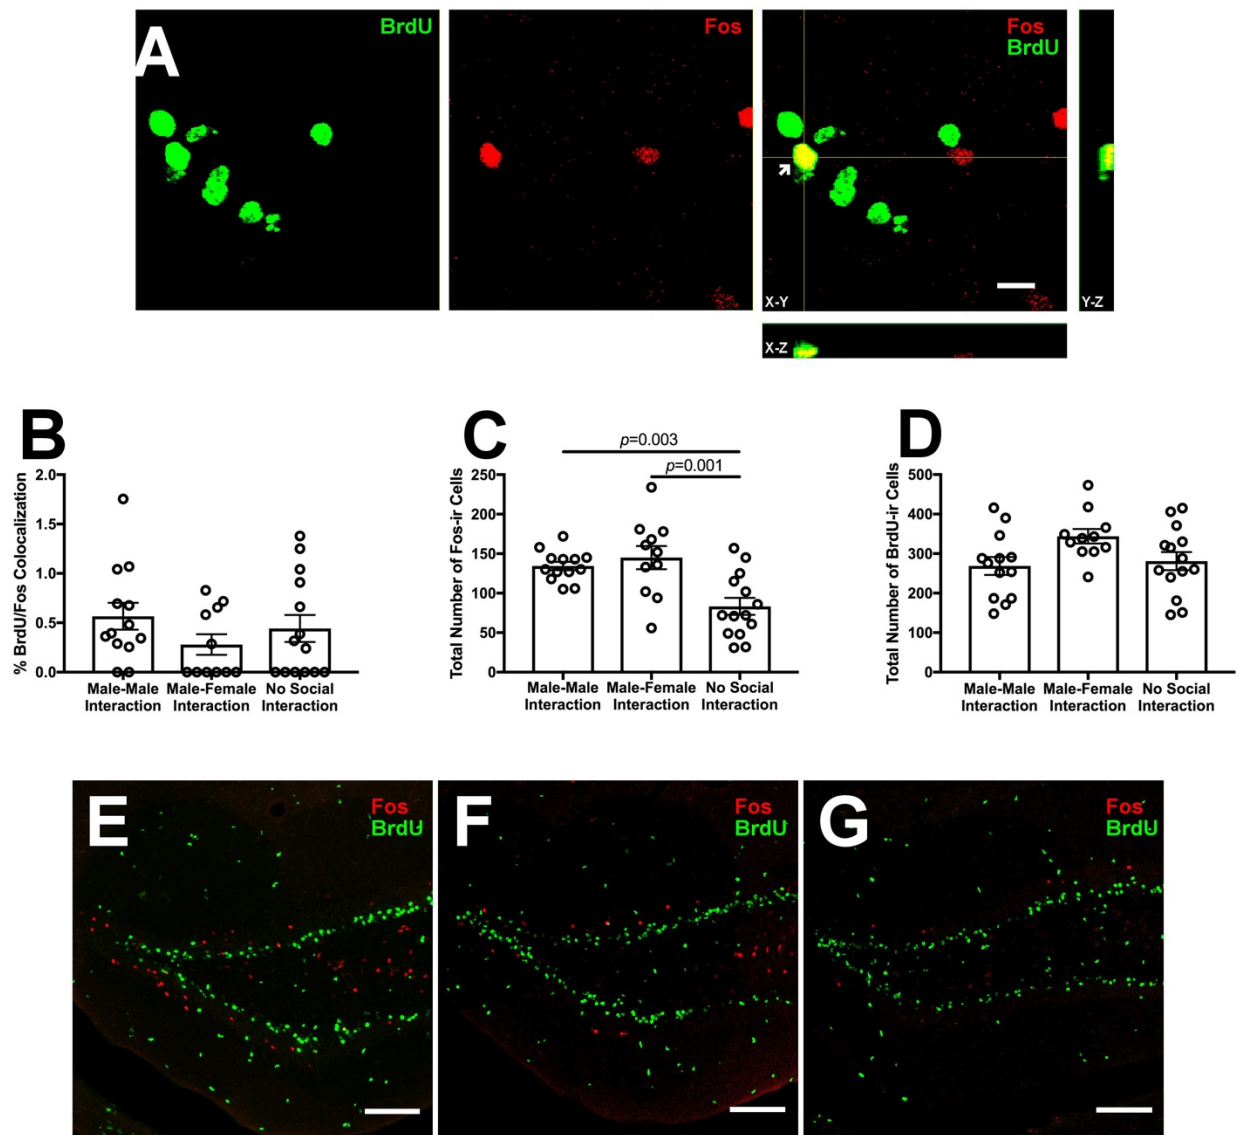 A
BrdU
Fos
Fos
BrdU
X-Y
Y-Z
X-Z
B
% BrdU/Fos Colocalization
2.0
1.5
1.0
0.5
0.0
Male-Male
Interaction
Male-Female
Interaction
No Social
Interaction
C
p=0.003
p=0.001
Total Number of Fos-ir Cells
250
200
150
100
50
0
Male-Male
Interaction
Male-Female
Interaction
No Social
Interaction
D
Total Number of BrdU-ir Cells
500
400
300
200
100
0
Male-Male
Interaction
Male-Female
Interaction
No Social
Interaction
E
Fos
BrdU
F
Fos
BrdU
G
Fos
BrdU